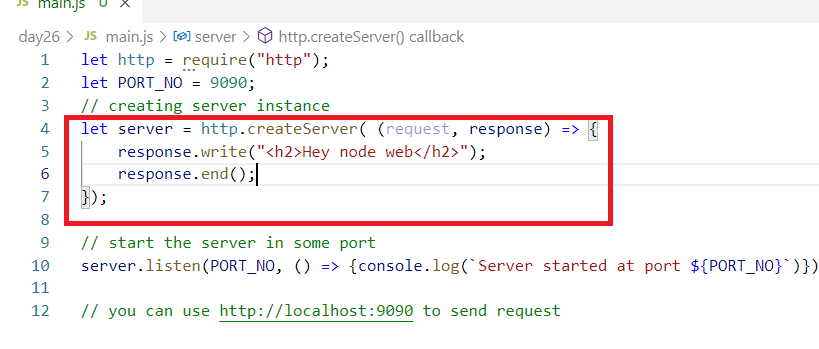 JS main.js U ×
day26 > JS main.js > server > http.createServer() callback
1 let http = require("http");
2 let PORT_NO = 9090;
3 // creating server instance
4 let server = http.createServer( (request, response) => {
5 response.write("<h2>Hey node web</h2>");
6 response.end();
7 });
8
9 // start the server in some port
10 server.listen(PORT_NO, () => {console.log(`Server started at port ${PORT_NO}`)})
11
12 // you can use http://localhost:9090 to send request